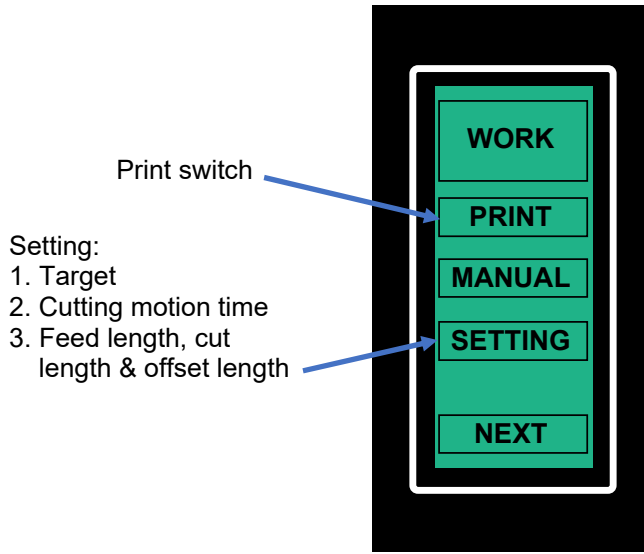 Print switch
Setting:
1. Target
2. Cutting motion time
3. Feed length, cut
length & offset length
WORK
PRINT
MANUAL
SETTING
NEXT